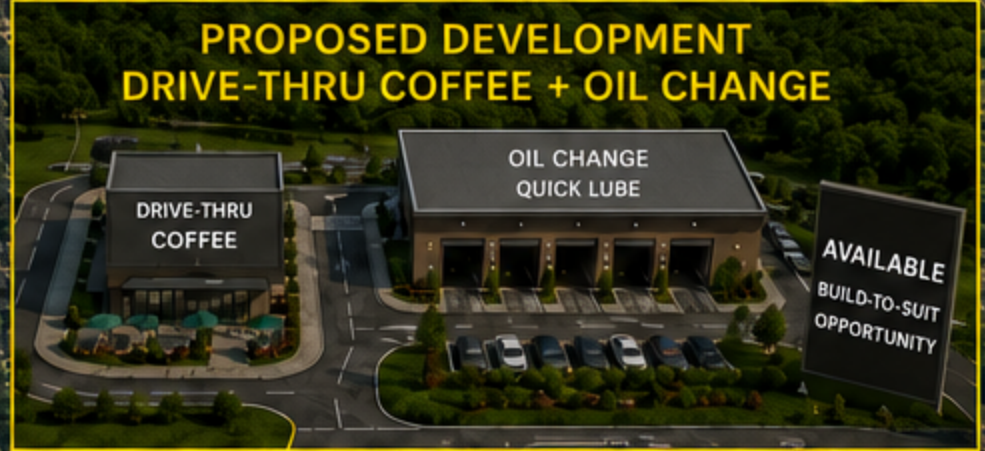 PROPOSED DEVELOPMENT
DRIVE-THRU COFFEE + OIL CHANGE
DRIVE-THRU
COFFEE
OIL CHANGE
QUICK LUBE
AVAILABLE
BUILD-TO-SUIT
OPPORTUNITY